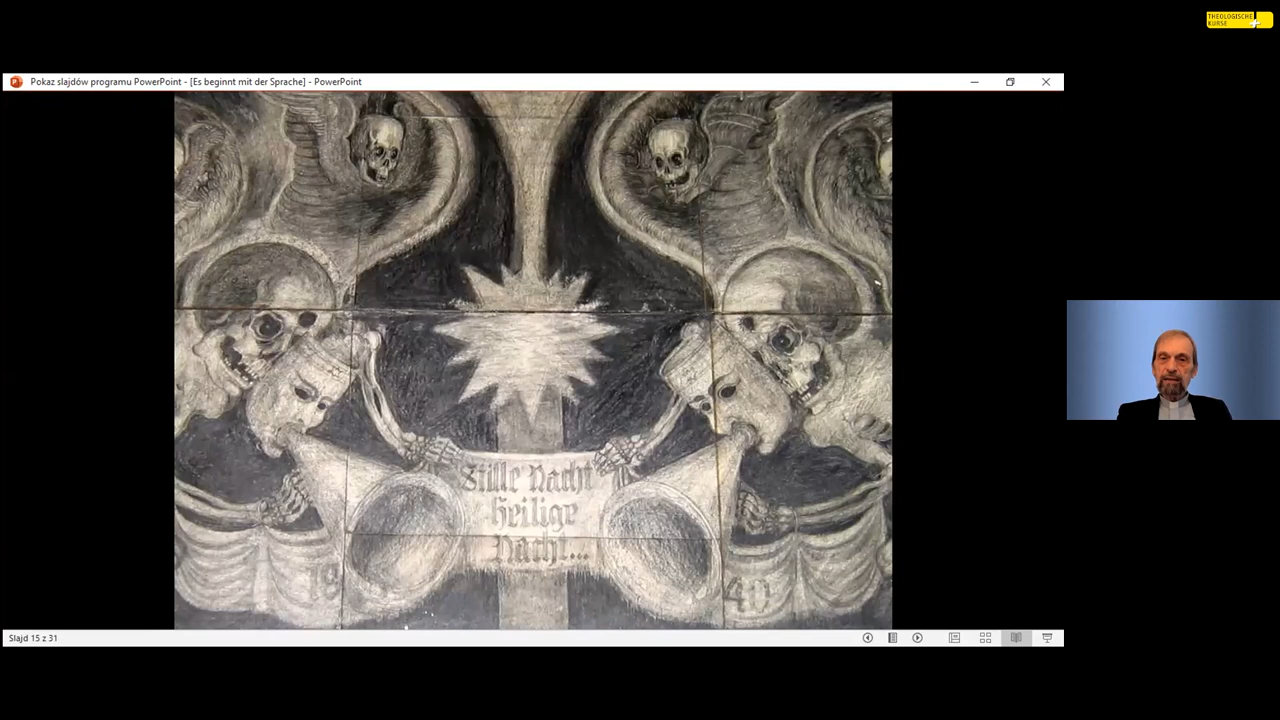 THEOLOGISCHE
KURSE
Pokaz slajdów programu PowerPoint - [Es beginnt mit der Sprache] - PowerPoint
Stille Nacht
Heilige
Nacht...
19 40
Slajd 15 z 31